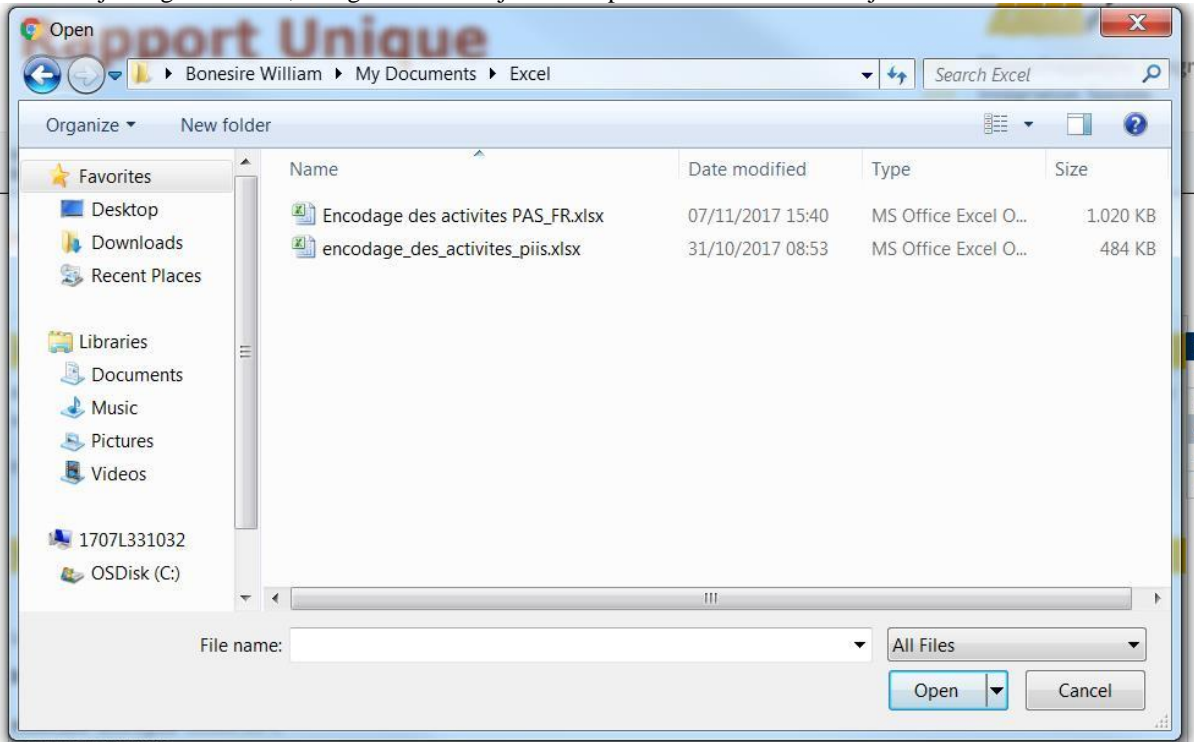 Open
Rapport Unique
Bonesire William ▸ My Documents ▸ Excel
Search Excel
Organize
New folder
Name
Date modified
Type
Size
Favorites
Desktop
Downloads
Recent Places
Libraries
Documents
Music
Pictures
Videos
1707L331032
OSDisk (C:)
Encodage des activites PAS_FR.xlsx 07/11/2017 15:40 MS Office Excel O... 1.020 KB
encodage_des_activites_piis.xlsx 31/10/2017 08:53 MS Office Excel O... 484 KB
File name:
All Files
Open
Cancel